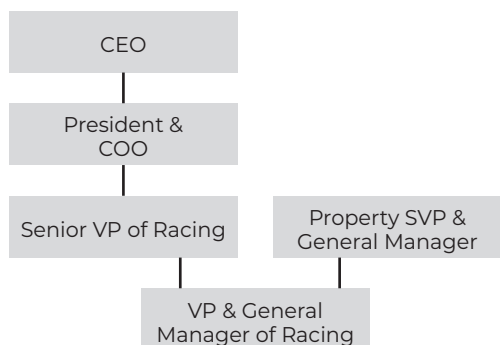 CEO
President &
COO
Senior VP of Racing
Property SVP &
General Manager
VP & General
Manager of Racing